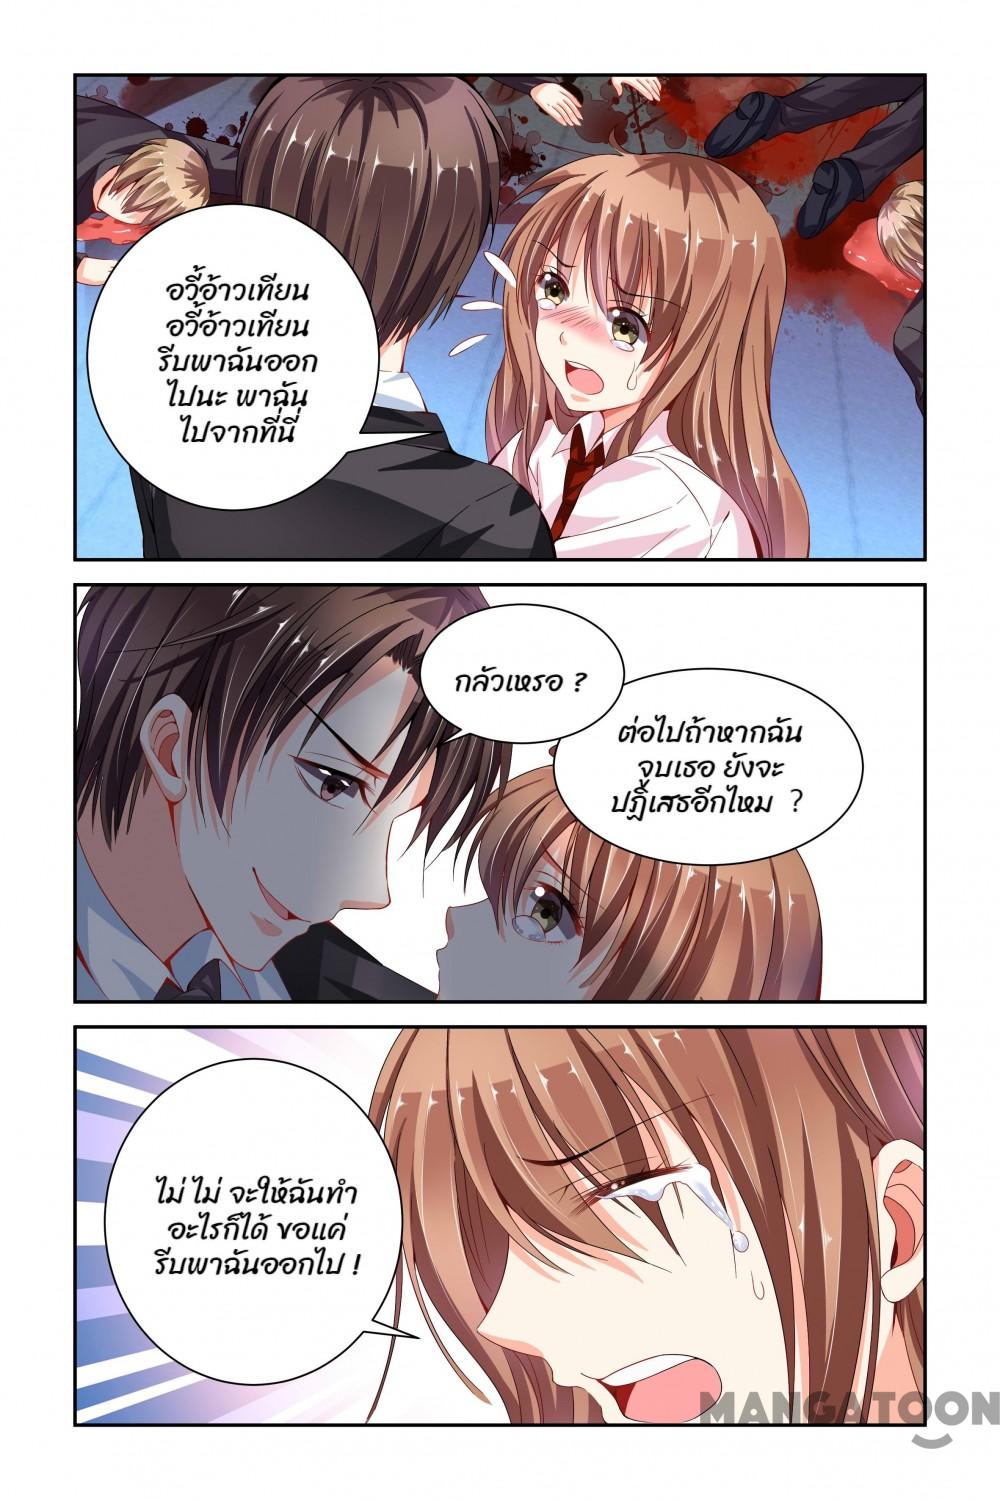 อวี้อ้าวเทียน
อวี้อ้าวเทียน
รีบพาฉันออก
ไปนะ พาฉัน
ไปจากที่นี่
กลัวเหรอ ?
ต่อไปถ้าหากฉัน
จูบเธอ ยังจะ
ปฏิเสธอีกไหม ?
ไม่ ไม่ จะให้ฉันทำ
อะไรก็ได้ ขอแค่
รีบพาฉันออกไป !
MANGATOON